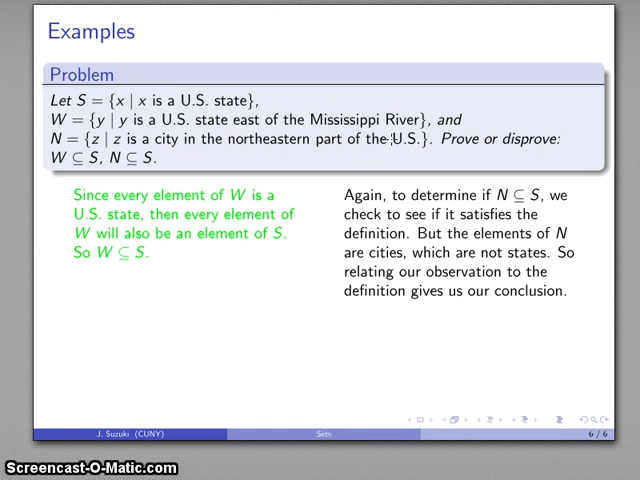 Examples
Problem
Let S = {x | x is a U.S. state},
W = {y | y is a U.S. state east of the Mississippi River}, and
N = {z | z is a city in the northeastern part of the U.S.}. Prove or disprove:
W ⊆ S, N ⊆ S.
Since every element of W is a
U.S. state, then every element of
W will also be an element of S.
So W ⊆ S.
Again, to determine if N ⊆ S, we
check to see if it satisfies the
definition. But the elements of N
are cities, which are not states. So
relating our observation to the
definition gives us our conclusion.
J. Suzuki (CUNY)
Sets
6 / 6
Screencast-O-Matic.com